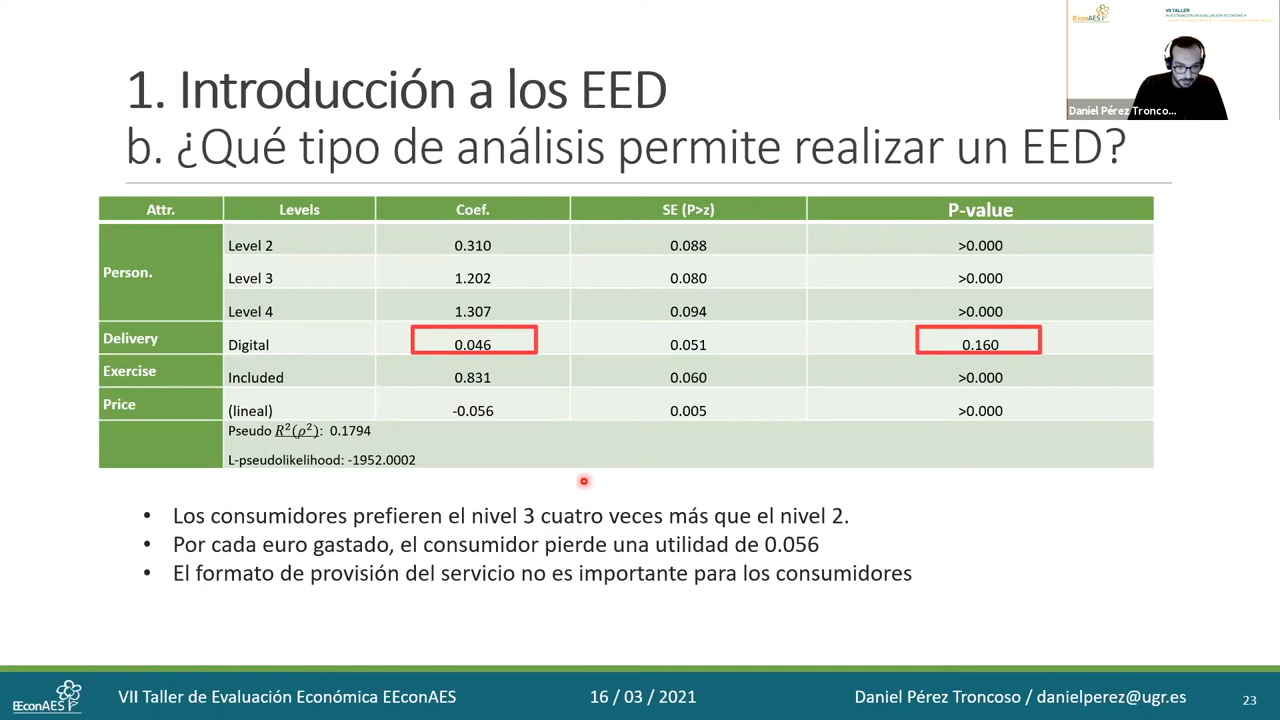 EEconAES
VII TALLER
INVESTIGACIÓN EN EVALUACIÓN ECONÓMICA
Daniel Pérez Tronco...
1. Introducción a los EED
b. ¿Qué tipo de análisis permite realizar un EED?
Attr. Levels Coef. SE (P>z) P-value
Person. Level 2 0.310 0.088 >0.000
Level 3 1.202 0.080 >0.000
Level 4 1.307 0.094 >0.000
Delivery Digital 0.046 0.051 0.160
Exercise Included 0.831 0.060 >0.000
Price (lineal) -0.056 0.005 >0.000
Pseudo R²(ρ²): 0.1794
L-pseudolikelihood: -1952.0002
• Los consumidores prefieren el nivel 3 cuatro veces más que el nivel 2.
• Por cada euro gastado, el consumidor pierde una utilidad de 0.056
• El formato de provisión del servicio no es importante para los consumidores
EEconAES VII Taller de Evaluación Económica EEconAES 16 / 03 / 2021 Daniel Pérez Troncoso / danielperez@ugr.es 23